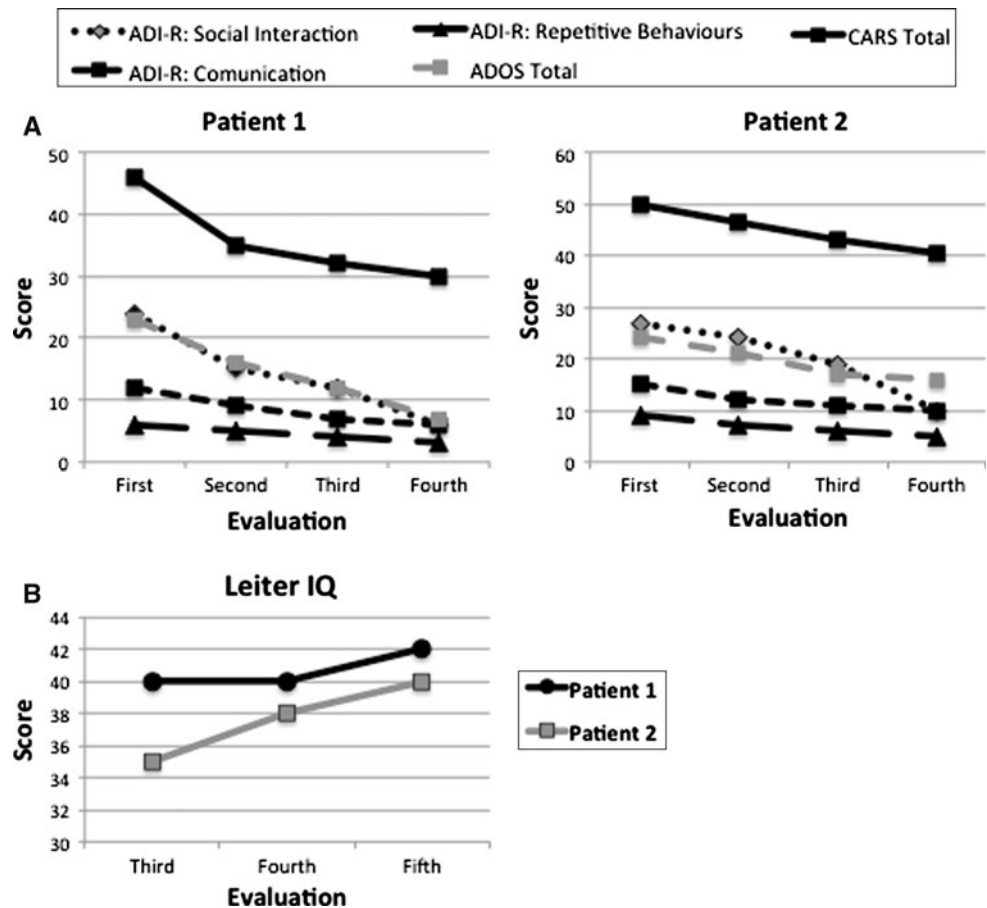 ADI-R: Social Interaction
ADI-R: Repetitive Behaviours
CARS Total
ADI-R: Comunication
ADOS Total
A
Patient 1
Patient 2
50
40
30
20
10
0
Score
First Second Third Fourth
Evaluation
60
50
40
30
20
10
0
Score
First Second Third Fourth
Evaluation
B
Leiter IQ
44
42
40
38
36
34
32
30
Score
Third Fourth Fifth
Evaluation
Patient 1
Patient 2